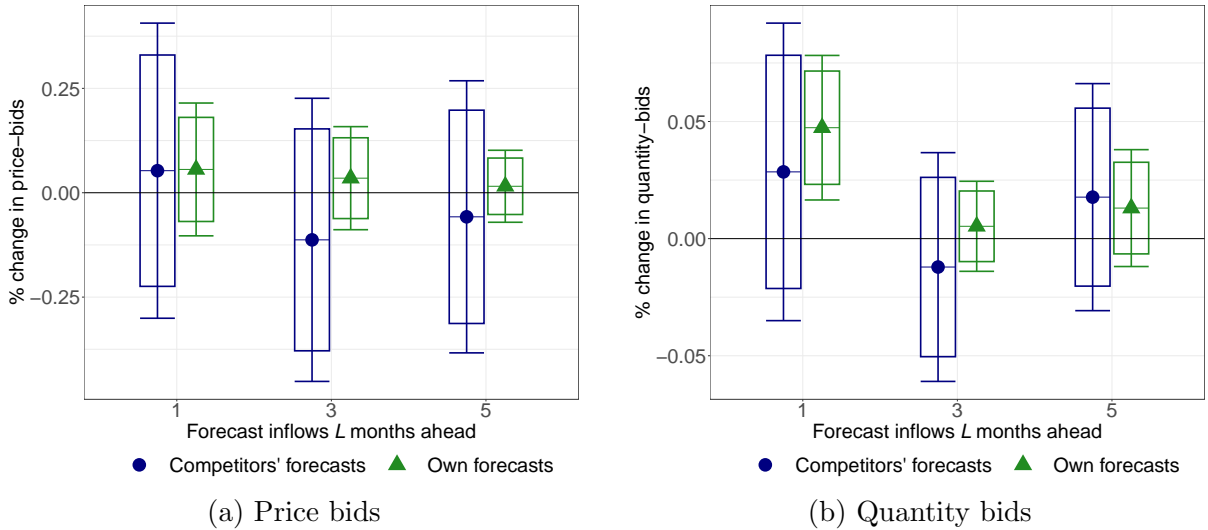 % change in price−bids
0.25
0.00
−0.25
1 3 5
Forecast inflows L months ahead
Competitors' forecasts Own forecasts
(a) Price bids
% change in quantity−bids
0.05
0.00
−0.05
1 3 5
Forecast inflows L months ahead
Competitors' forecasts Own forecasts
(b) Quantity bids